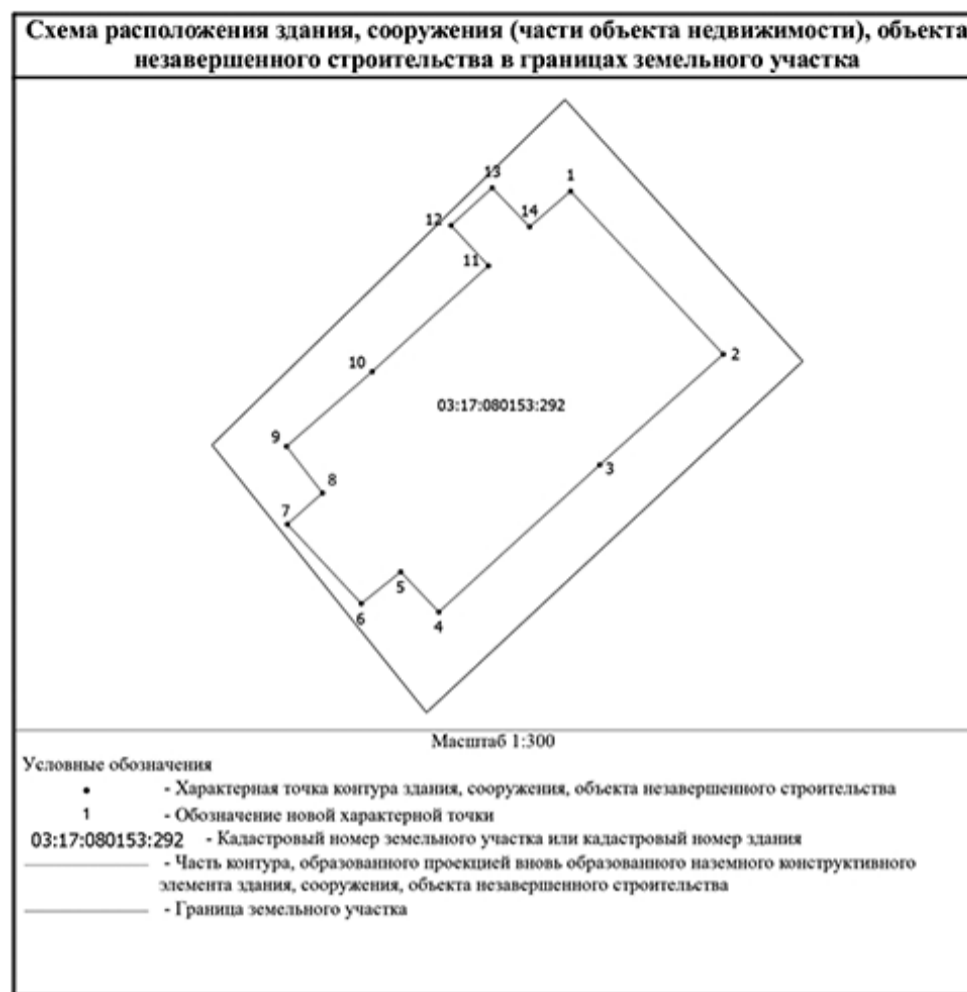 Схема расположения здания, сооружения (части объекта недвижимости), объекта
незавершенного строительства в границах земельного участка
13
1
14
12
11
2
10
03:17:080153:292
9
3
8
7
5
6
4
Масштаб 1:300
Условные обозначения
- Характерная точка контура здания, сооружения, объекта незавершенного строительства
1 - Обозначение новой характерной точки
03:17:080153:292 - Кадастровый номер земельного участка или кадастровый номер здания
- Часть контура, образованного проекцией вновь образованного наземного конструктивного
элемента здания, сооружения, объекта незавершенного строительства
- Граница земельного участка